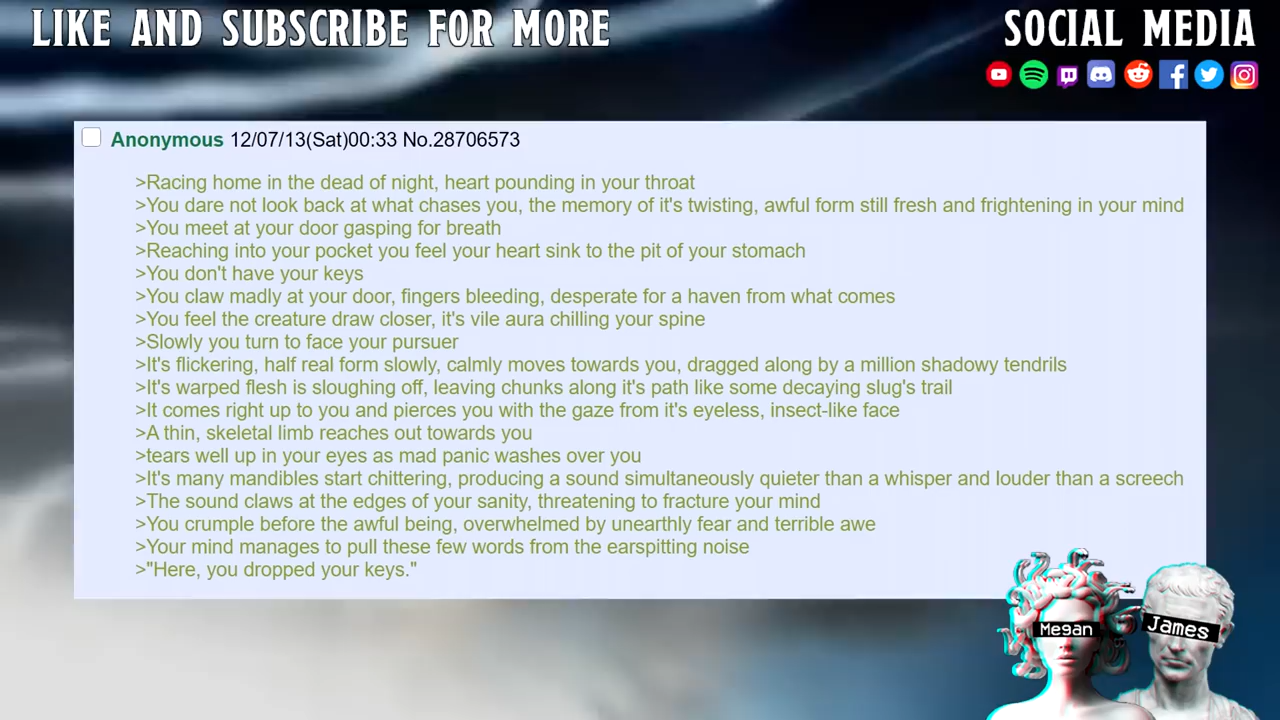 LIKE AND SUBSCRIBE FOR MORE
SOCIAL MEDIA
Anonymous 12/07/13(Sat)00:33 No.28706573
>Racing home in the dead of night, heart pounding in your throat
>You dare not look back at what chases you, the memory of it's twisting, awful form still fresh and frightening in your mind
>You meet at your door gasping for breath
>Reaching into your pocket you feel your heart sink to the pit of your stomach
>You don't have your keys
>You claw madly at your door, fingers bleeding, desperate for a haven from what comes
>You feel the creature draw closer, it's vile aura chilling your spine
>Slowly you turn to face your pursuer
>It's flickering, half real form slowly, calmly moves towards you, dragged along by a million shadowy tendrils
>It's warped flesh is sloughing off, leaving chunks along it's path like some decaying slug's trail
>It comes right up to you and pierces you with the gaze from it's eyeless, insect-like face
>A thin, skeletal limb reaches out towards you
>tears well up in your eyes as mad panic washes over you
>It's many mandibles start chittering, producing a sound simultaneously quieter than a whisper and louder than a screech
>The sound claws at the edges of your sanity, threatening to fracture your mind
>You crumple before the awful being, overwhelmed by unearthly fear and terrible awe
>Your mind manages to pull these few words from the earspitting noise
>"Here, you dropped your keys."
Megan
James